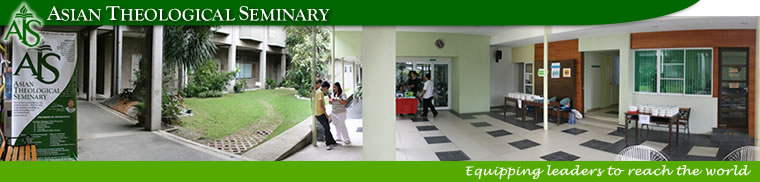 ATS
ASIAN THEOLOGICAL SEMINARY
ATS
ASIAN
THEOLOGICAL
SEMINARY
Equipping leaders to reach the world